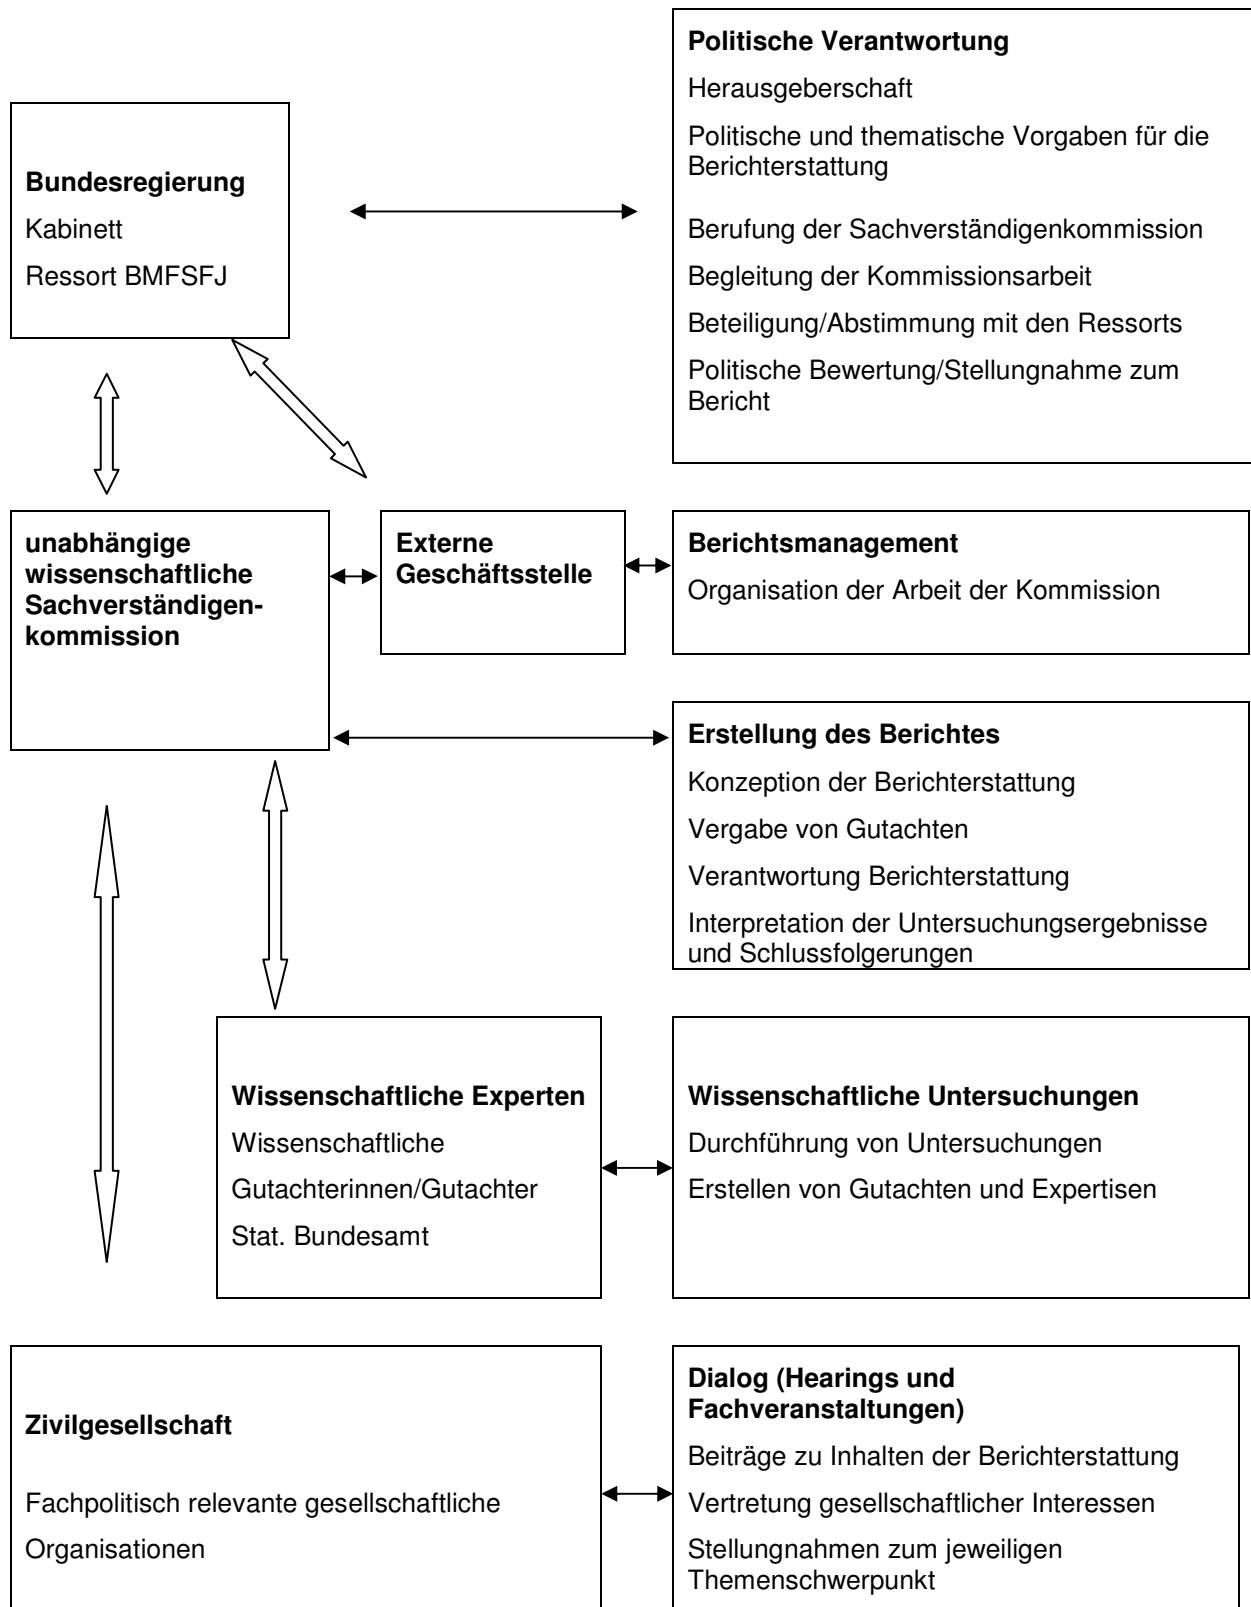 Politische Verantwortung
Herausgeberschaft
Politische und thematische Vorgaben für die
Berichterstattung
Berufung der Sachverständigenkommission
Begleitung der Kommissionsarbeit
Beteiligung/Abstimmung mit den Ressorts
Politische Bewertung/Stellungnahme zum
Bericht
Bundesregierung
Kabinett
Ressort BMFSFJ
unabhängige
wissenschaftliche
Sachverständigen-
kommission
Externe
Geschäftsstelle
Berichtsmanagement
Organisation der Arbeit der Kommission
Erstellung des Berichtes
Konzeption der Berichterstattung
Vergabe von Gutachten
Verantwortung Berichterstattung
Interpretation der Untersuchungsergebnisse
und Schlussfolgerungen
Wissenschaftliche Experten
Wissenschaftliche
Gutachterinnen/Gutachter
Stat. Bundesamt
Wissenschaftliche Untersuchungen
Durchführung von Untersuchungen
Erstellen von Gutachten und Expertisen
Zivilgesellschaft
Fachpolitisch relevante gesellschaftliche
Organisationen
Dialog (Hearings und
Fachveranstaltungen)
Beiträge zu Inhalten der Berichterstattung
Vertretung gesellschaftlicher Interessen
Stellungnahmen zum jeweiligen
Themenschwerpunkt